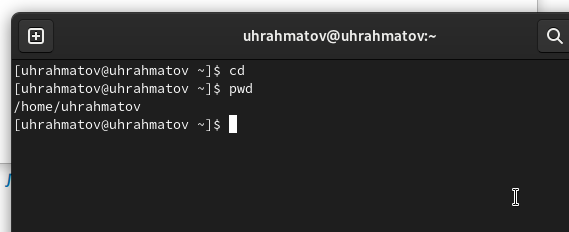 uhrahmatov@uhrahmatov:~
[uhrahmatov@uhrahmatov ~]$ cd
[uhrahmatov@uhrahmatov ~]$ pwd
/home/uhrahmatov
[uhrahmatov@uhrahmatov ~]$